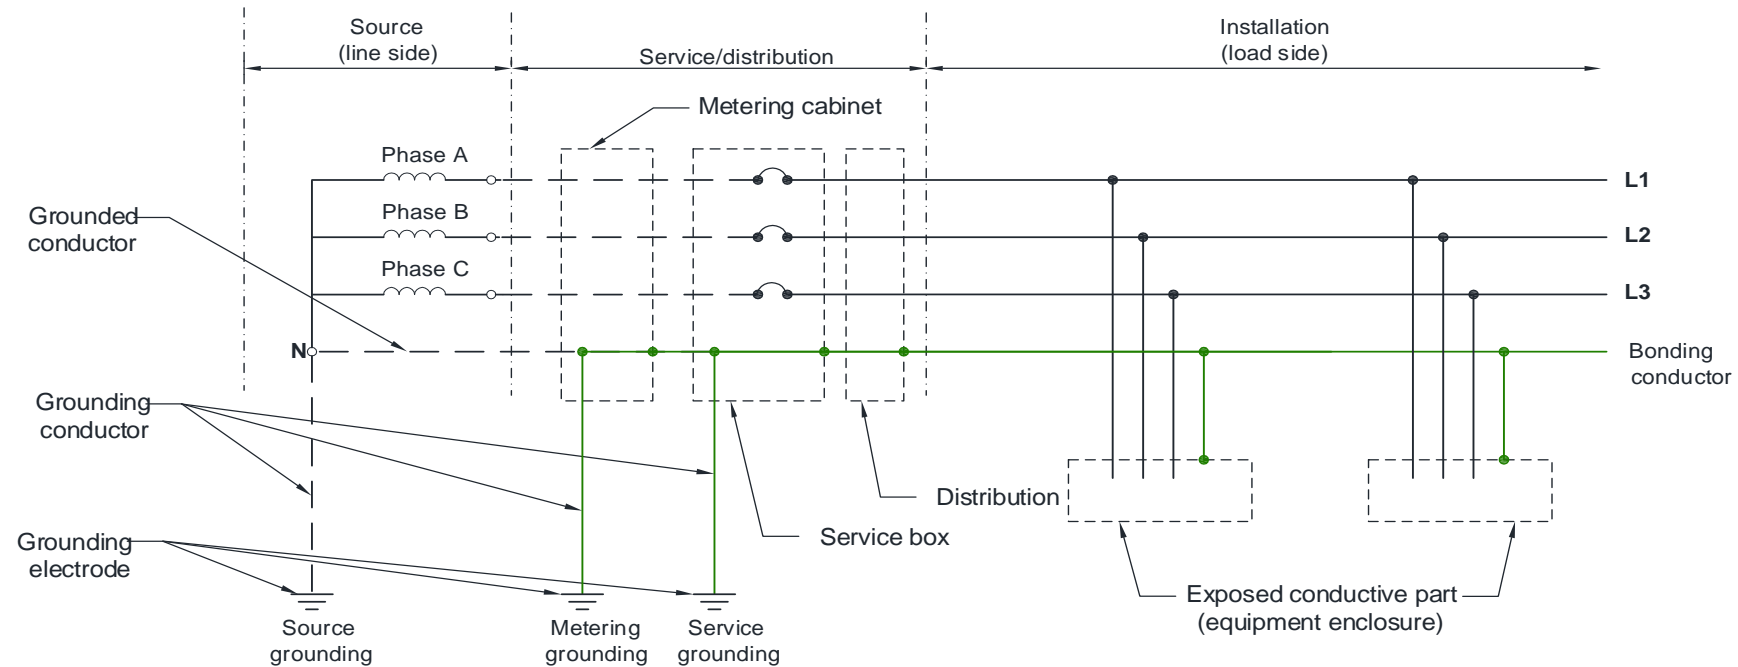 Source
(line side)
Service/distribution
Installation
(load side)
Metering cabinet
Phase A
L1
Grounded
conductor
Phase B
L2
Phase C
L3
N
Bonding
conductor
Grounding
conductor
Distribution
Service box
Grounding
electrode
Exposed conductive part
(equipment enclosure)
Source
grounding
Metering
grounding
Service
grounding